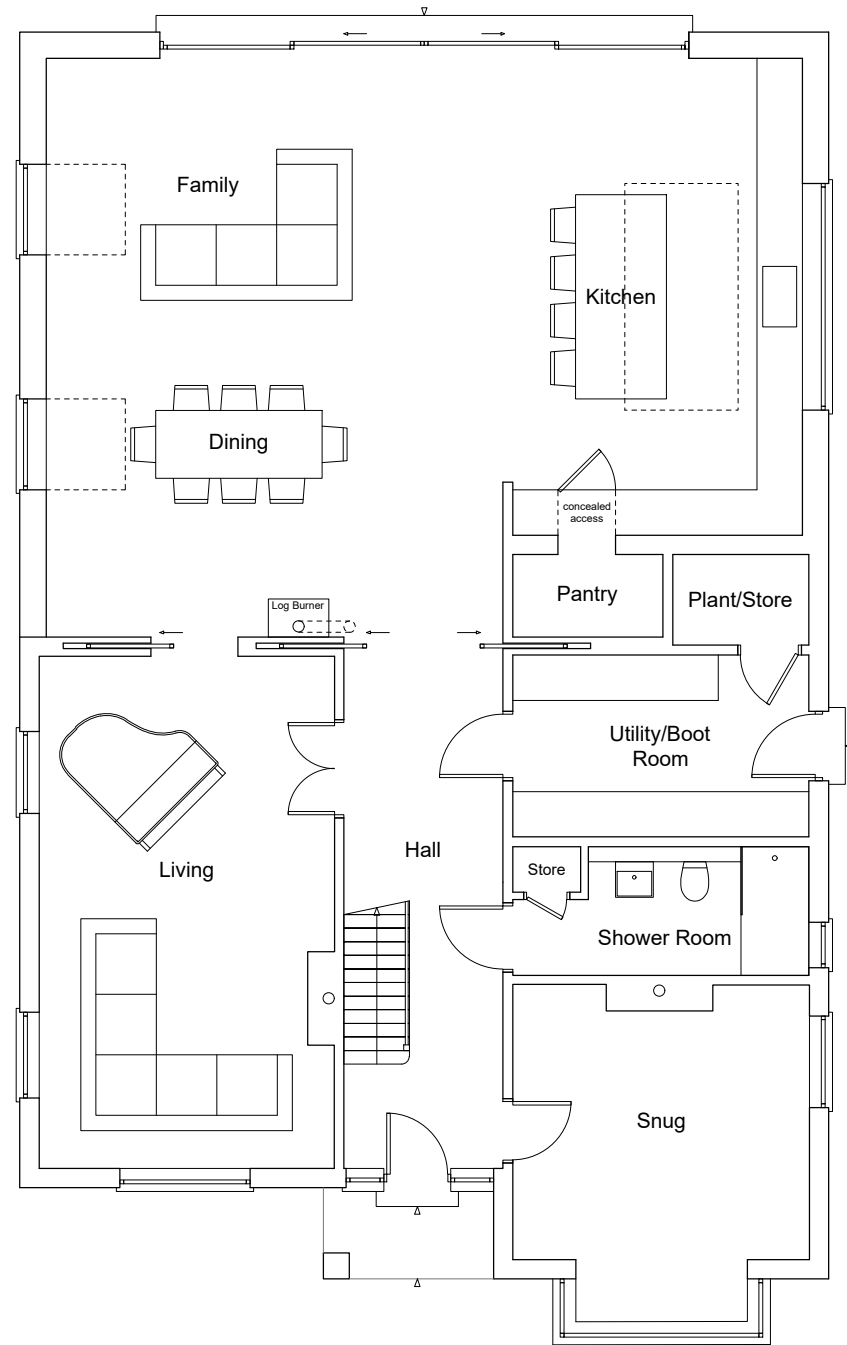 Family
Kitchen
Dining
concealed
access
Pantry
Plant/Store
Log Burner
Utility/Boot
Room
Hall
Living
Store
Shower Room
Snug